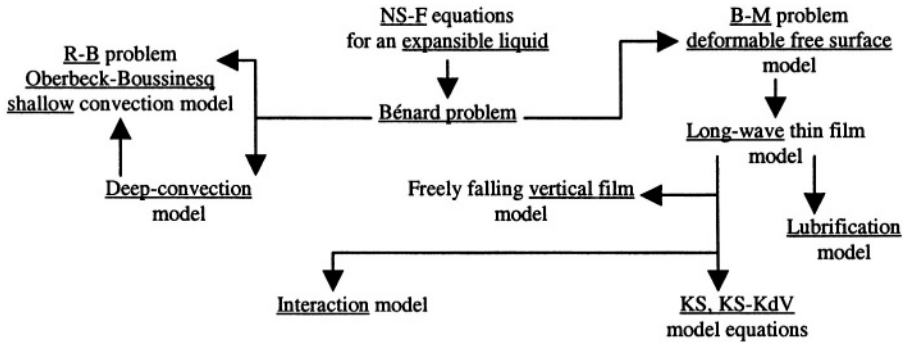 NS-F equations
for an expansible liquid
B-M problem
deformable free surface
model
R-B problem
Oberbeck-Boussinesq
shallow convection model
Bénard problem
Long-wave thin film
model
Deep-convection
model
Freely falling vertical film
model
Lubrification
model
Interaction model
KS, KS-KdV
model equations